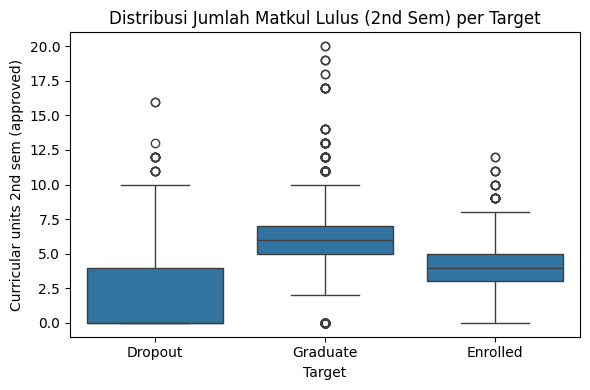 Distribusi Jumlah Matkul Lulus (2nd Sem) per Target
Curricular units 2nd sem (approved)
20.0
17.5
15.0
12.5
10.0
7.5
5.0
2.5
0.0
Dropout Graduate Enrolled
Target